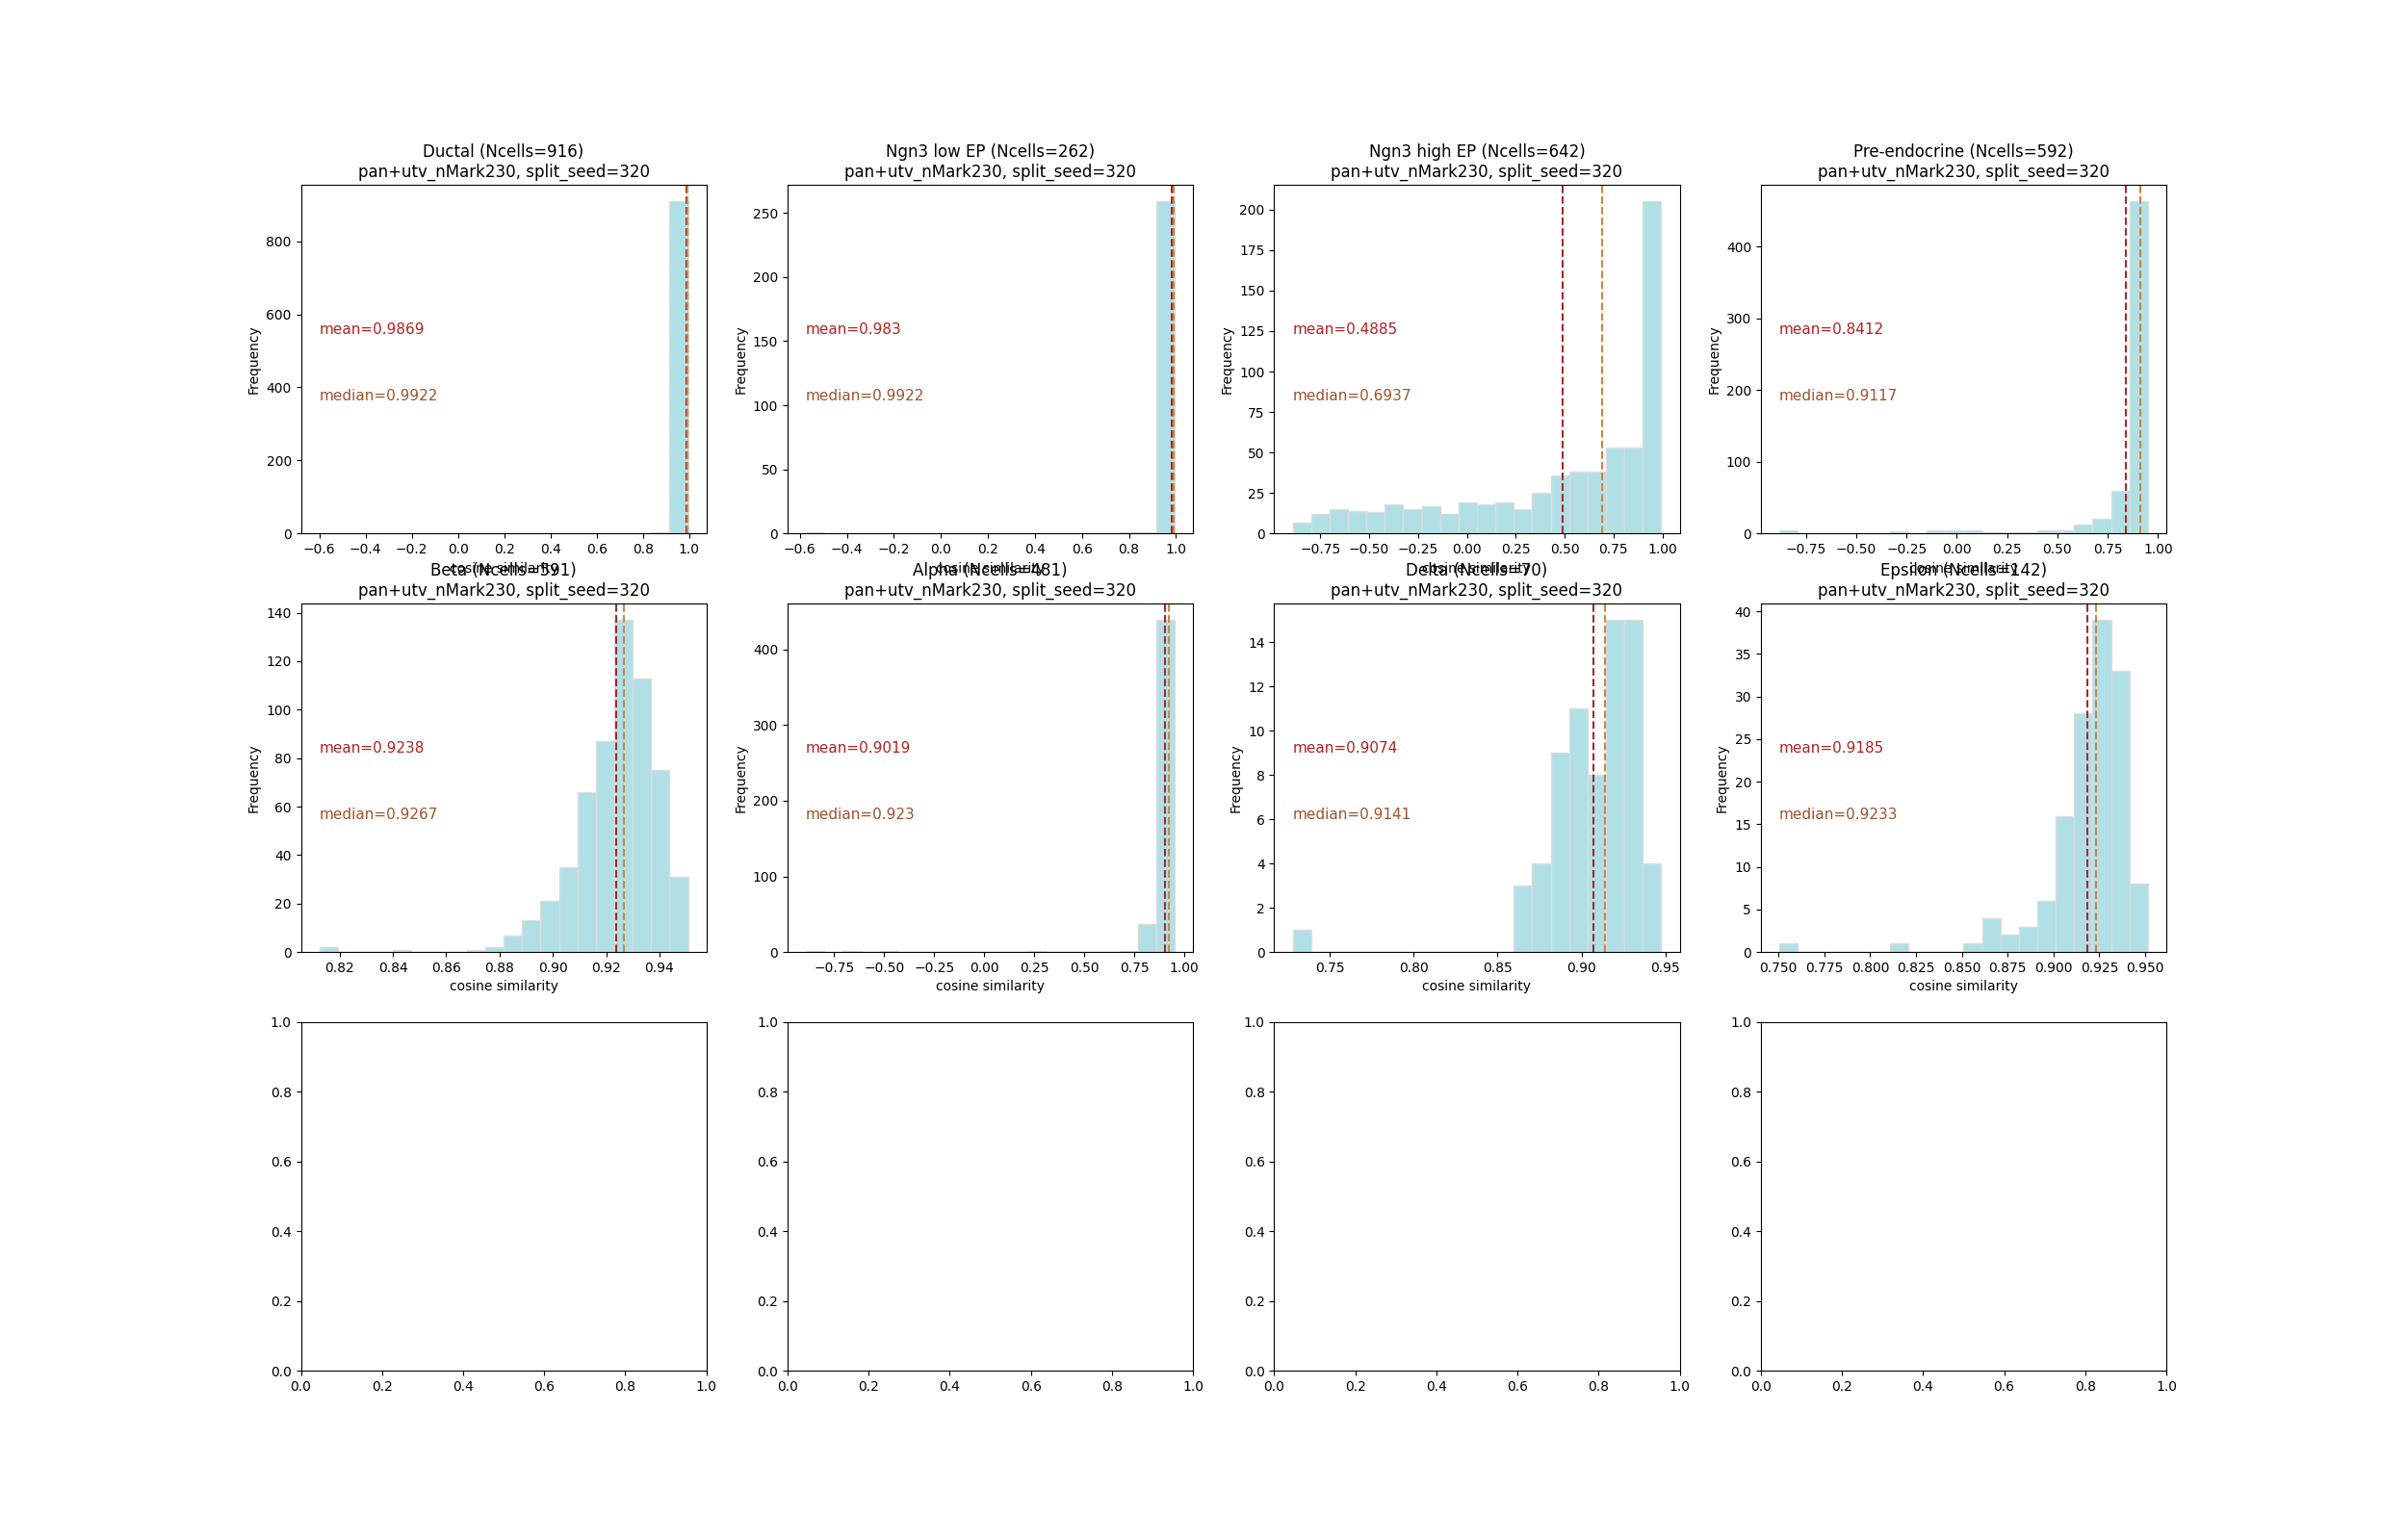 Ductal (Ncells=916)
pan+utv_nMark230, split_seed=320
Frequency
800
600
400
200
0
mean=0.9869
median=0.9922
−0.6 −0.4 −0.2 0.0 0.2 0.4 0.6 0.8 1.0
cosine similarity
Ngn3 low EP (Ncells=262)
pan+utv_nMark230, split_seed=320
Frequency
250
200
150
100
50
0
mean=0.983
median=0.9922
−0.6 −0.4 −0.2 0.0 0.2 0.4 0.6 0.8 1.0
cosine similarity
Ngn3 high EP (Ncells=642)
pan+utv_nMark230, split_seed=320
Frequency
200
175
150
125
100
75
50
25
0
mean=0.4885
median=0.6937
−0.75 −0.50 −0.25 0.00 0.25 0.50 0.75 1.00
cosine similarity
Pre-endocrine (Ncells=592)
pan+utv_nMark230, split_seed=320
Frequency
400
300
200
100
0
mean=0.8412
median=0.9117
−0.75 −0.50 −0.25 0.00 0.25 0.50 0.75 1.00
cosine similarity
Beta (Ncells=591)
pan+utv_nMark230, split_seed=320
Frequency
140
120
100
80
60
40
20
0
mean=0.9238
median=0.9267
0.82 0.84 0.86 0.88 0.90 0.92 0.94
cosine similarity
Alpha (Ncells=481)
pan+utv_nMark230, split_seed=320
Frequency
400
300
200
100
0
mean=0.9019
median=0.923
−0.75 −0.50 −0.25 0.00 0.25 0.50 0.75 1.00
cosine similarity
Delta (Ncells=70)
pan+utv_nMark230, split_seed=320
Frequency
14
12
10
8
6
4
2
0
mean=0.9074
median=0.9141
0.75 0.80 0.85 0.90 0.95
cosine similarity
Epsilon (Ncells=142)
pan+utv_nMark230, split_seed=320
Frequency
40
35
30
25
20
15
10
5
0
mean=0.9185
median=0.9233
0.750 0.775 0.800 0.825 0.850 0.875 0.900 0.925 0.950
cosine similarity
1.0
0.8
0.6
0.4
0.2
0.0
0.0 0.2 0.4 0.6 0.8 1.0
1.0
0.8
0.6
0.4
0.2
0.0
0.0 0.2 0.4 0.6 0.8 1.0
1.0
0.8
0.6
0.4
0.2
0.0
0.0 0.2 0.4 0.6 0.8 1.0
1.0
0.8
0.6
0.4
0.2
0.0
0.0 0.2 0.4 0.6 0.8 1.0